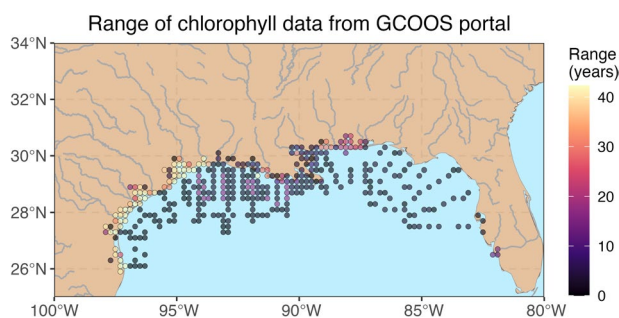 Range of chlorophyll data from GCOOS portal
34°N
32°N
30°N
28°N
26°N
100°W
95°W
90°W
85°W
80°W
Range
(years)
40
30
20
10
0